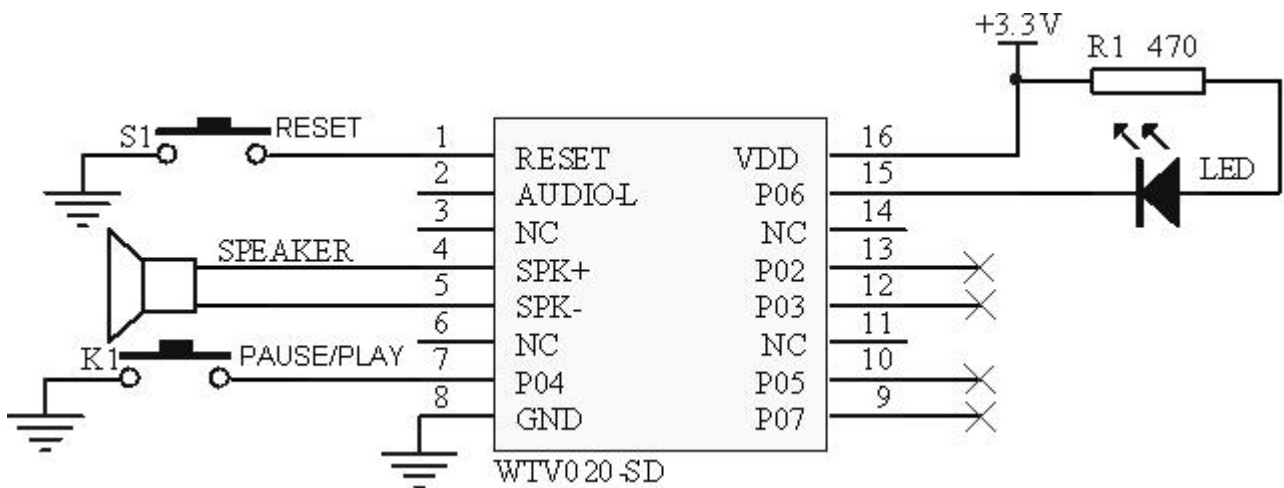 +3.3V
R1 470
S1 RESET
1 RESET VDD 16
2 AUDIO-L P06 15
LED
3 NC NC 14
SPEAKER
4 SPK+ P02 13
5 SPK- P03 12
6 NC NC 11
K1 PAUSE/PLAY
7 P04 P05 10
8 GND P07 9
WTV020-SD